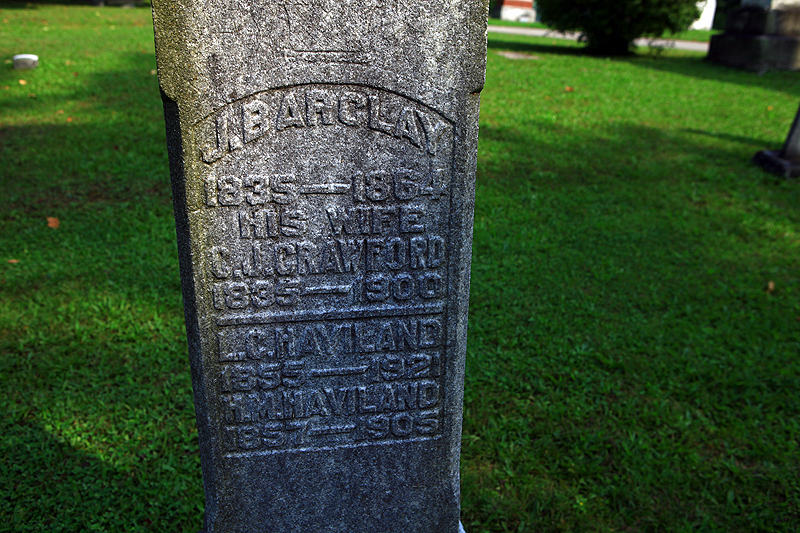 J. BARCLAY
1835—1864
HIS WIFE
C.J. CRAWFORD
1835—1900
L.C. HAVILAND
1855—1921
H.M. HAVILAND
1857—1905